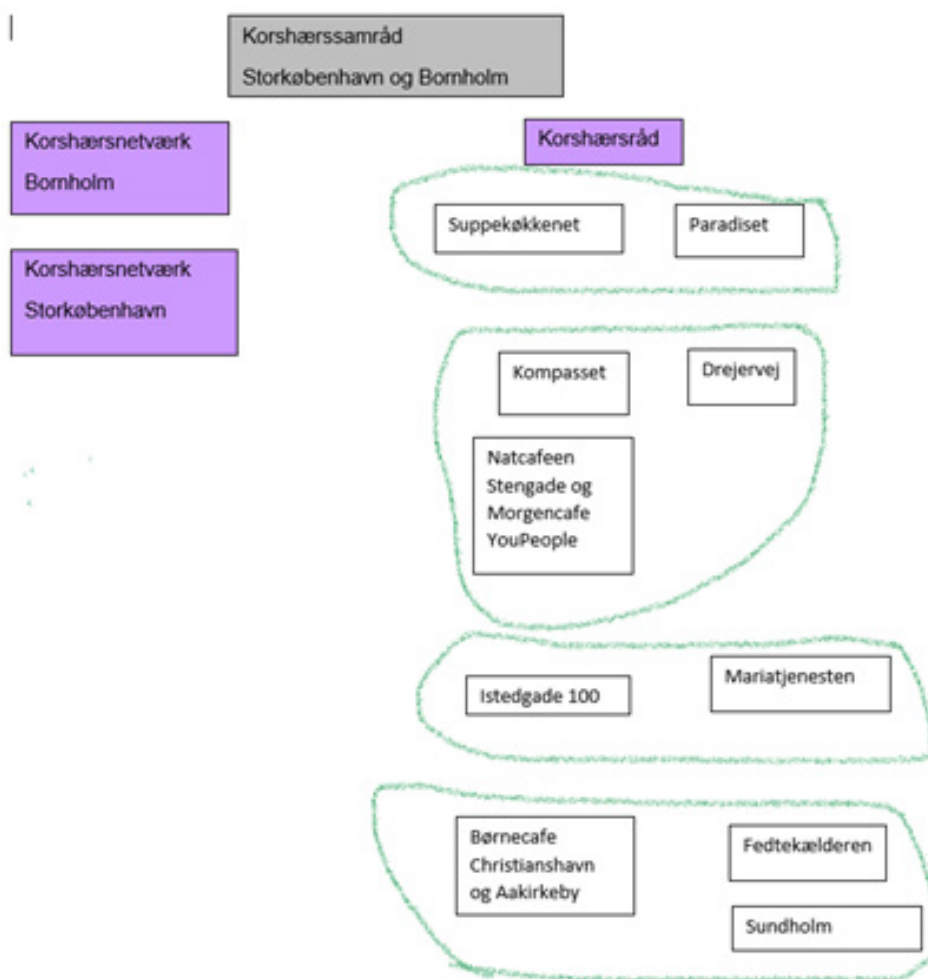 Korshærssamråd
Storkøbenhavn og Bornholm
Korshærsnetværk
Bornholm
Korshærsnetværk
Storkøbenhavn
Korshærsråd
Suppekøkkenet
Paradiset
Kompasset
Drejervej
Natcafeen
Stengade og
Morgencafe
YouPeople
Istedgade 100
Mariatjenesten
Børnecafe
Christianshavn
og Aakirkeby
Fedtekælderen
Sundholm